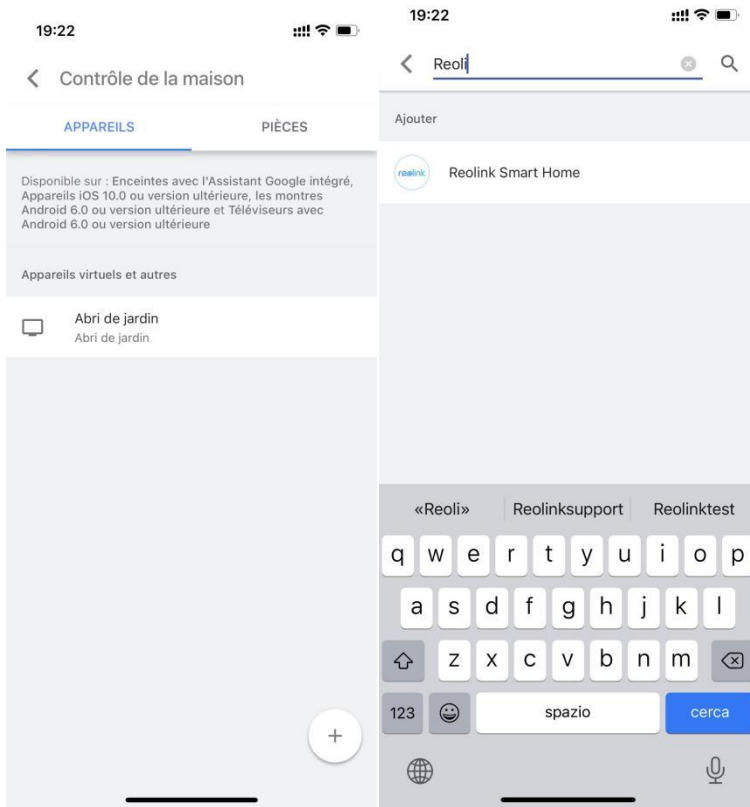 19:22
Contrôle de la maison
APPAREILS
PIÈCES
Disponible sur : Enceintes avec l'Assistant Google intégré,
Appareils iOS 10.0 ou version ultérieure, les montres
Android 6.0 ou version ultérieure et Téléviseurs avec
Android 6.0 ou version ultérieure
Appareils virtuels et autres
Abri de jardin
Abri de jardin
19:22
Reoli
Ajouter
reolink
Reolink Smart Home
«Reoli» Reolinksupport Reolinktest
q w e r t y u i o p
a s d f g h j k l
z x c v b n m
123 spazio cerca